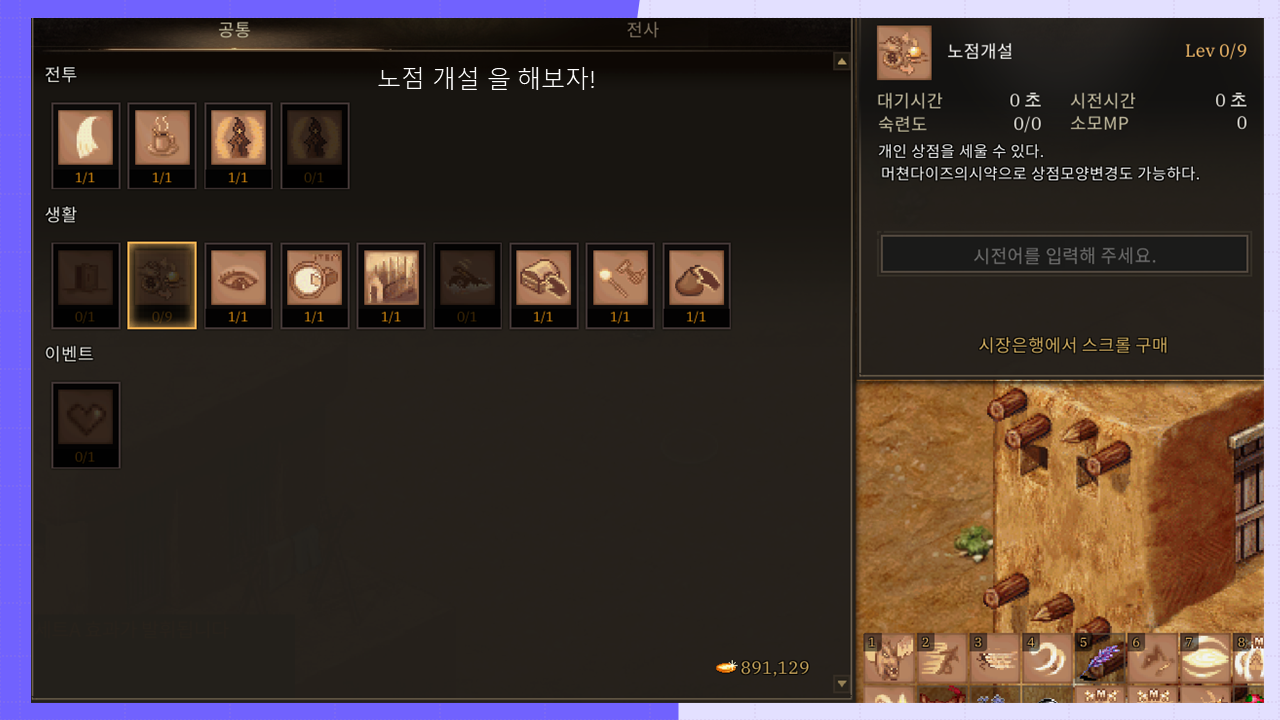 공통
전사
노점 개설 을 해보자!
전투
1/1
1/1
1/1
0/1
생활
0/1
0/9
1/1
1/1
1/1
0/1
1/1
1/1
1/1
이벤트
0/1
891,129
노점개설
Lev 0/9
대기시간 0 초 시전시간 0 초
숙련도 0/0 소모MP 0
개인 상점을 세울 수 있다.
머쳔다이즈의시약으로 상점모양변경도 가능하다.
시전어를 입력해 주세요.
시장은행에서 스크롤 구매
1 2 3 4 5 6 7 8 M
M M